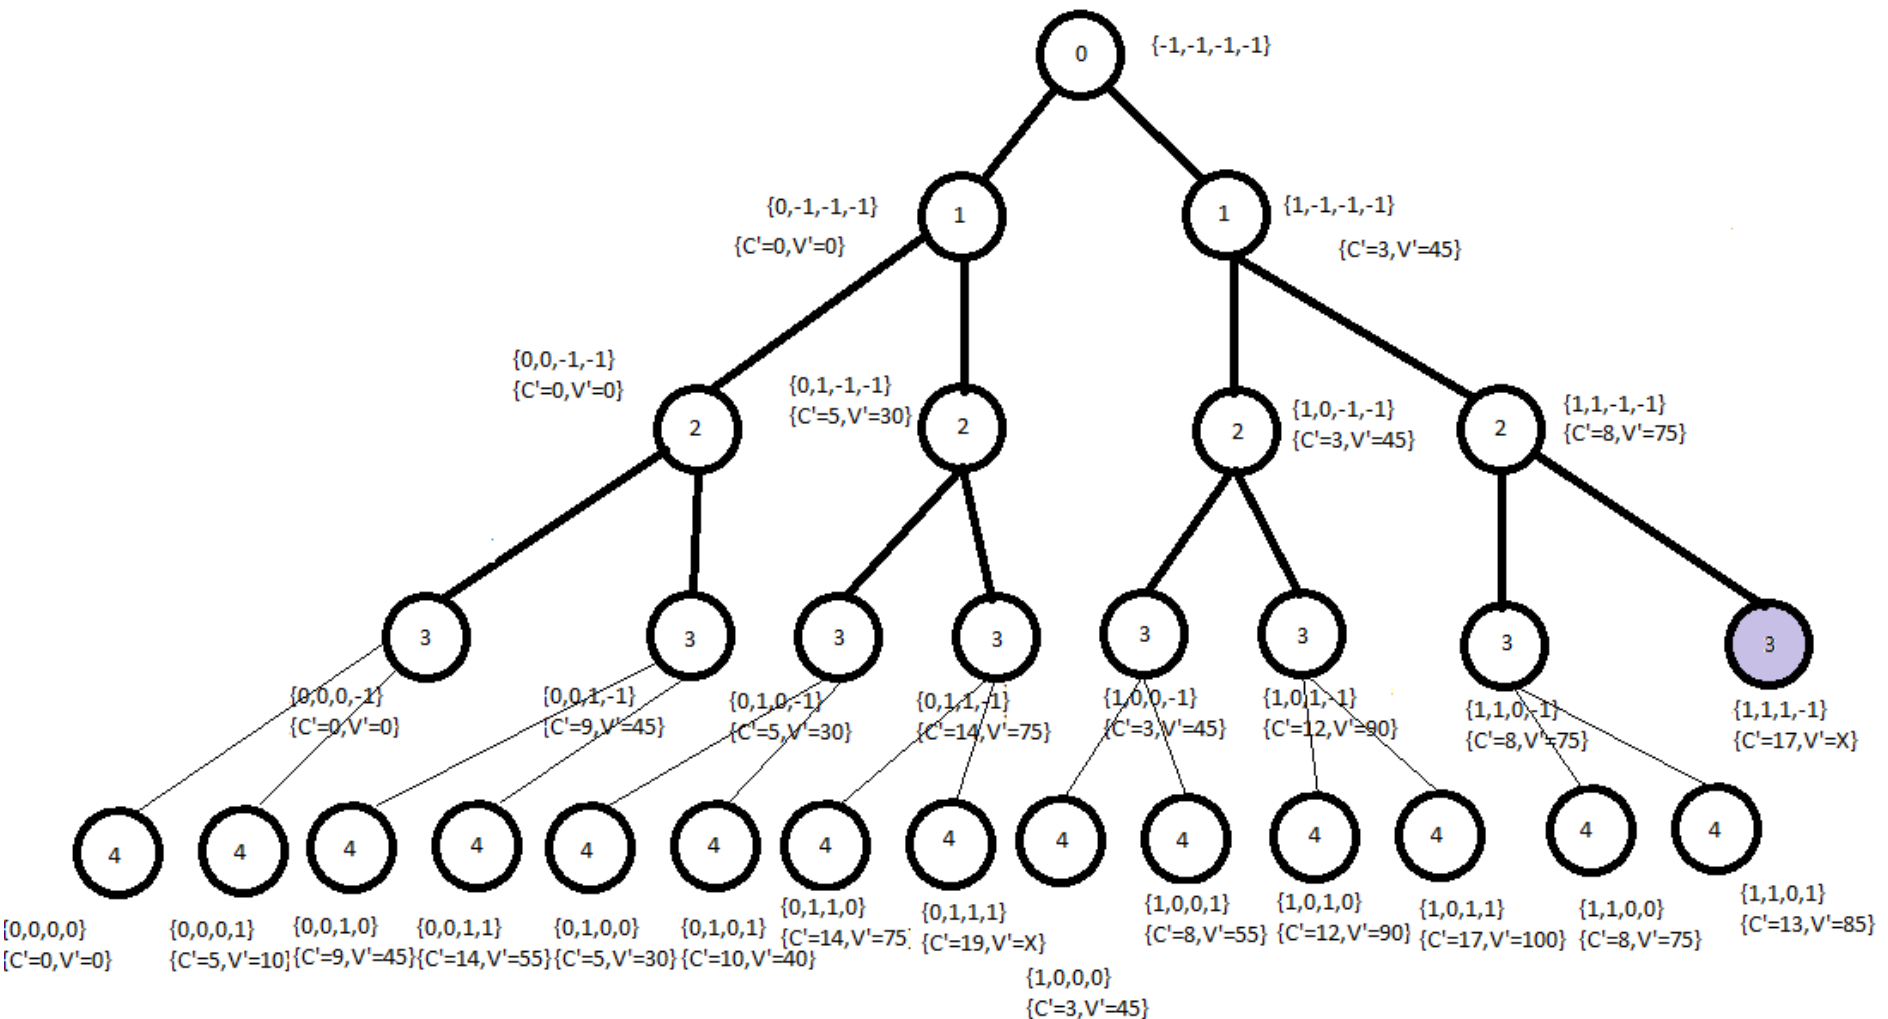 0
{-1,-1,-1,-1}
{0,-1,-1,-1}
{C'=0,V'=0}
1
1
{1,-1,-1,-1}
{C'=3,V'=45}
{0,0,-1,-1}
{C'=0,V'=0}
2
{0,1,-1,-1}
{C'=5,V'=30}
2
2
{1,0,-1,-1}
{C'=3,V'=45}
2
{1,1,-1,-1}
{C'=8,V'=75}
3
3
3
3
3
3
3
3
{0,0,0,-1}
{C'=0,V'=0}
{0,0,1,-1}
{C'=9,V'=45}
{0,1,0,-1}
{C'=5,V'=30}
{0,1,1,-1}
{C'=14,V'=75}
{1,0,0,-1}
{C'=3,V'=45}
{1,0,1,-1}
{C'=12,V'=90}
{1,1,0,-1}
{C'=8,V'=75}
{1,1,1,-1}
{C'=17,V'=X}
4
4
4
4
4
4
4
4
4
4
4
4
4
4
{0,0,0,0}
{C'=0,V'=0}
{0,0,0,1}
{C'=5,V'=10}
{0,0,1,0}
{C'=9,V'=45}
{0,0,1,1}
{C'=14,V'=55}
{0,1,0,0}
{C'=5,V'=30}
{0,1,0,1}
{C'=10,V'=40}
{0,1,1,0}
{C'=14,V'=75}
{0,1,1,1}
{C'=19,V'=X}
{1,0,0,0}
{C'=3,V'=45}
{1,0,0,1}
{C'=8,V'=55}
{1,0,1,0}
{C'=12,V'=90}
{1,0,1,1}
{C'=17,V'=100}
{1,1,0,0}
{C'=8,V'=75}
{1,1,0,1}
{C'=13,V'=85}